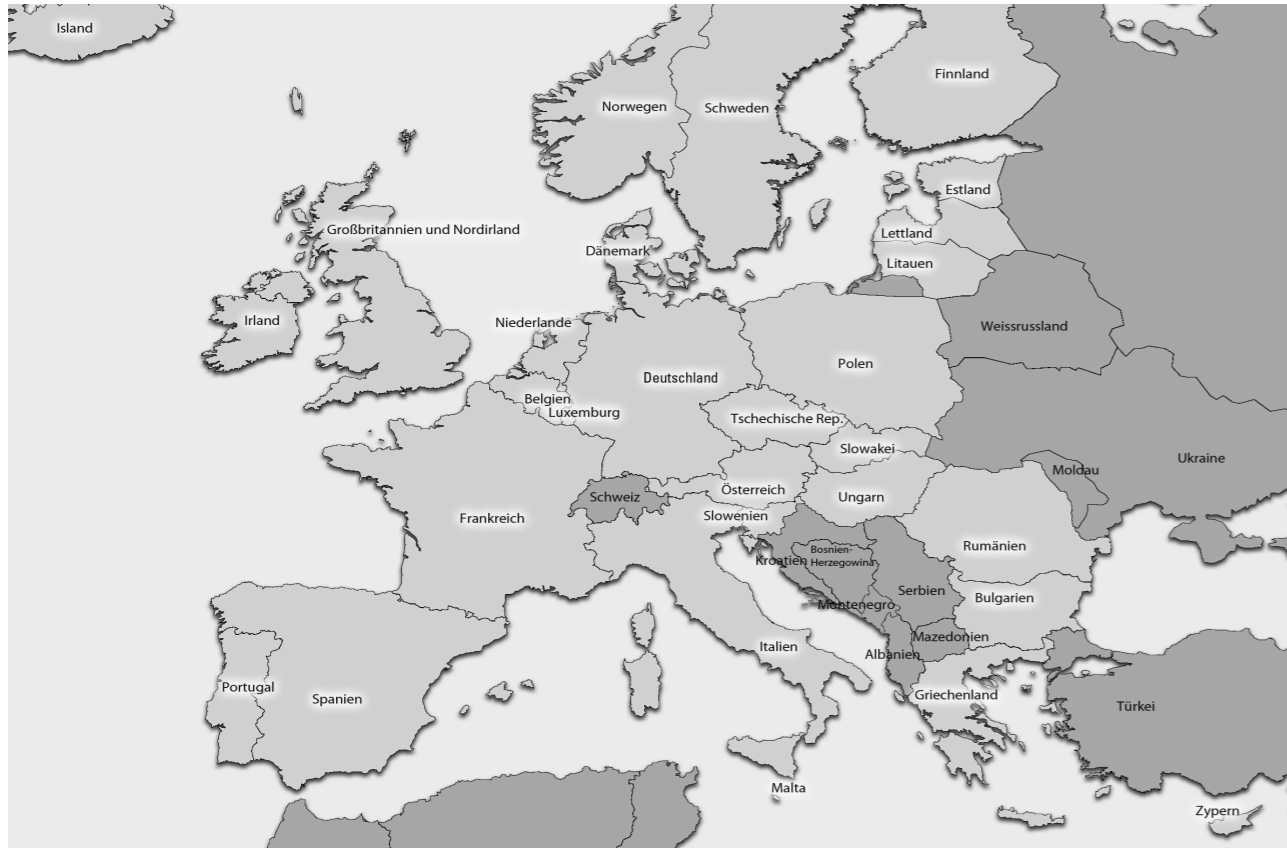 Island
Finnland
Norwegen
Schweden
Estland
Großbritannien und Nordirland
Lettland
Dänemark
Litauen
Irland
Niederlande
Weissrussland
Polen
Deutschland
Belgien
Luxemburg
Tschechische Rep.
Slowakei
Ukraine
Moldau
Österreich
Schweiz
Ungarn
Slowenien
Frankreich
Rumänien
Bosnien-
Herzegowina
Kroatien
Serbien
Bulgarien
Montenegro
Mazedonien
Italien
Albanien
Portugal
Griechenland
Spanien
Türkei
Malta
Zypern